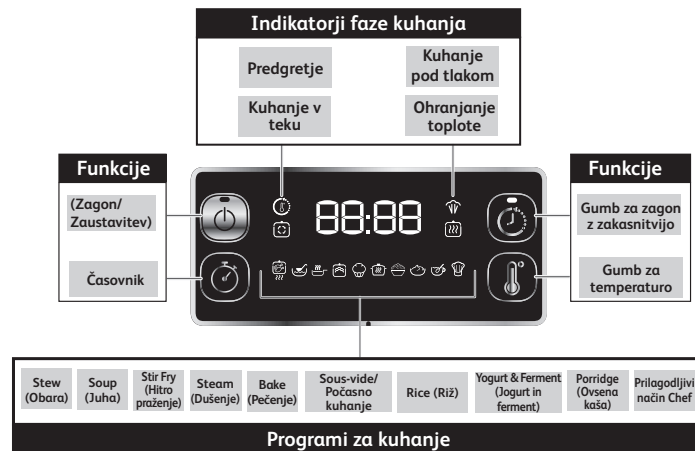 Indikatorji faze kuhanja
Predgretje
Kuhanje
pod tlakom
Kuhanje v
teku
Ohranjanje
toplote
Funkcije
(Zagon/
Zaustavitev)
Časovnik
88:88
Funkcije
Gumb za zagon
z zakasnitvijo
Gumb za
temperaturo
Stew
(Obara)
Soup
(Juha)
Stir Fry
(Hitro
praženje)
Steam
(Dušenje)
Bake
(Pečenje)
Sous-vide/
Počasno
kuhanje
Rice (Riž)
Yogurt & Ferment
(Jogurt in
ferment)
Porridge
(Ovsena
kaša)
Prilagodljivi
način Chef
Programi za kuhanje